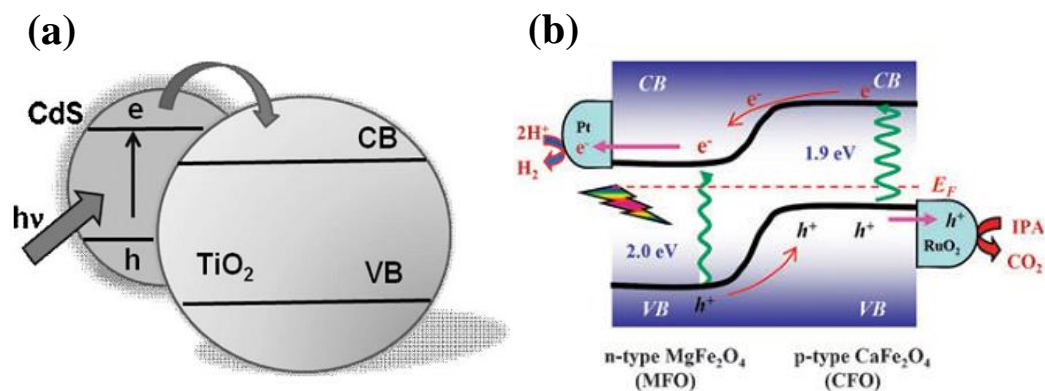 (a)
CdS
e
hν
h
CB
TiO₂
VB
(b)
CB
e⁻
e⁻
Pt
2H⁺
e⁻
e⁻
H₂
1.9 eV
E_F
h⁺
h⁺
h⁺
IPA
RuO₂
CO₂
2.0 eV
h⁺
VB
VB
CB
n-type MgFe₂O₄
(MFO)
p-type CaFe₂O₄
(CFO)